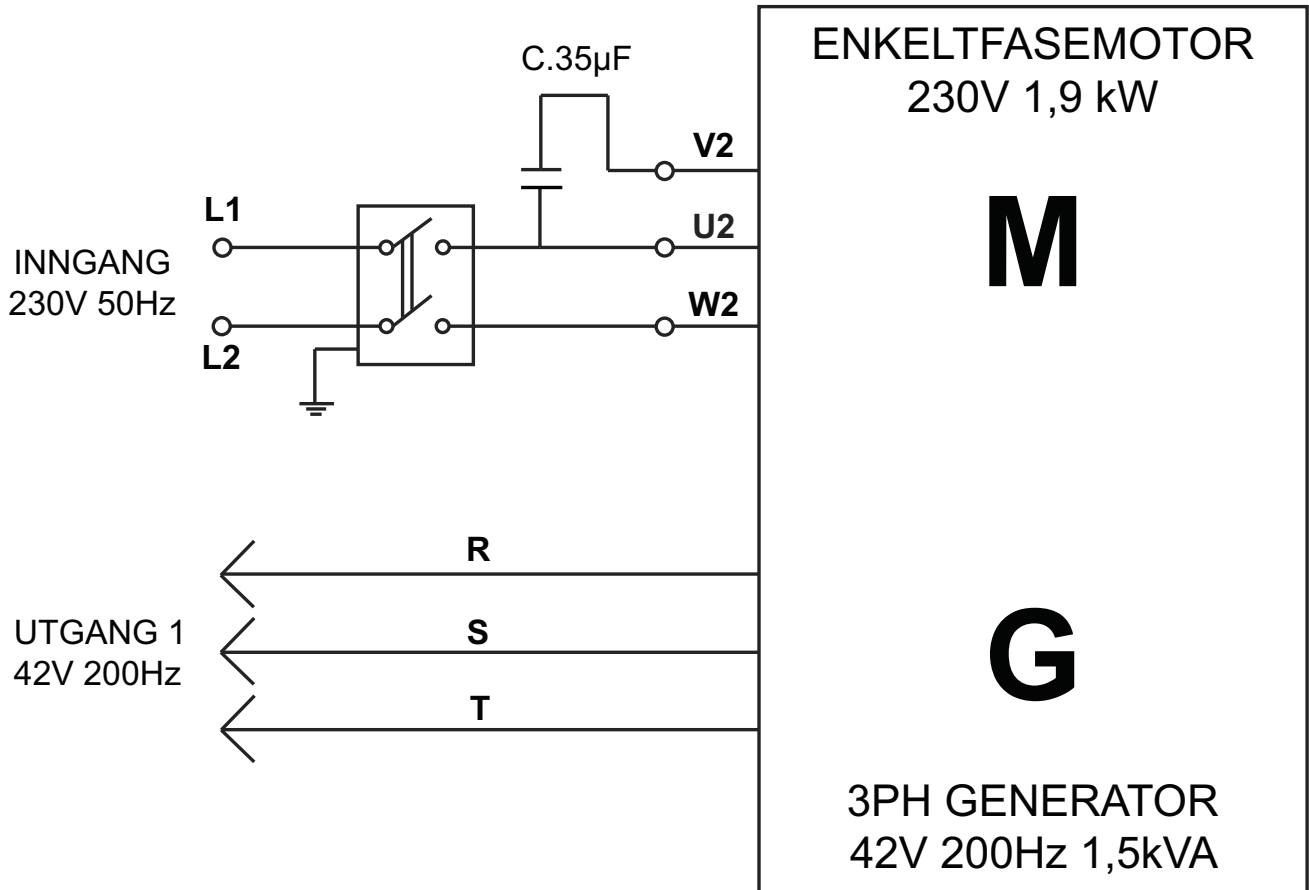 C.35µF
V2
L1
U2
INNGANG
230V 50Hz
W2
L2
ENKELTFASEMOTOR
230V 1,9 kW
M
R
UTGANG 1
42V 200Hz
S
T
G
3PH GENERATOR
42V 200Hz 1,5kVA